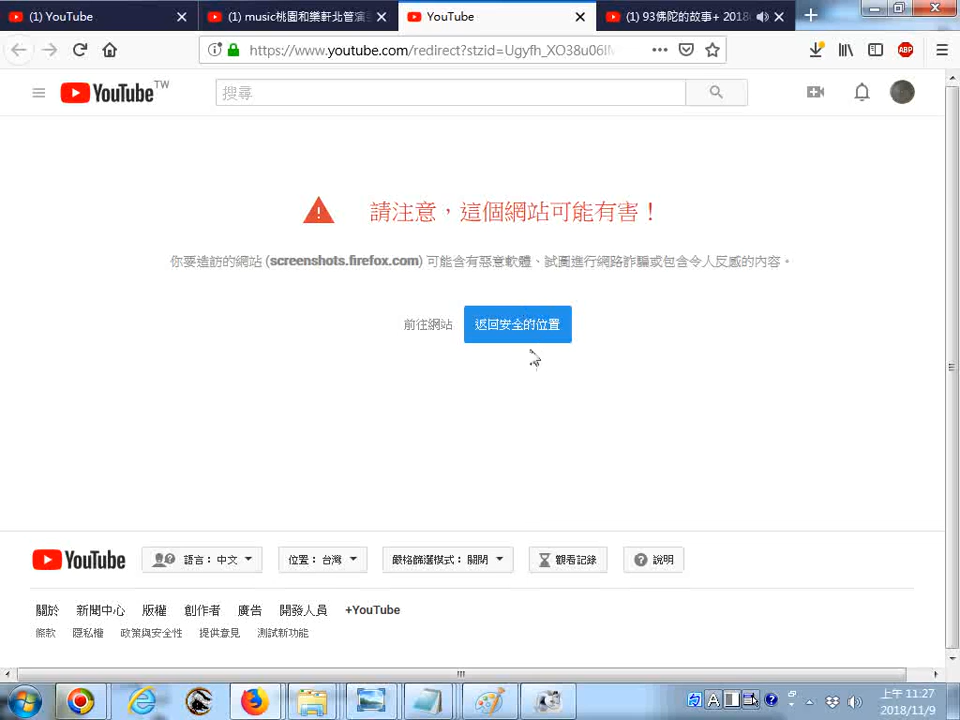 (1) YouTube
(1) music桃園和樂軒北管演
YouTube
(1) 93佛陀的故事+ 2018
https://www.youtube.com/redirect?stzid=Ugyfh_XO38u06l
ABP
YouTube TW
搜尋
請注意，這個網站可能有害！
你要造訪的網站 (screenshots.firefox.com) 可能含有惡意軟體、試圖進行網路詐騙或包含令人反感的內容。
前往網站
返回安全的位置
YouTube
語言：中文
位置：台灣
嚴格篩選模式：關閉
觀看記錄
說明
關於 新聞中心 版權 創作者 廣告 開發人員 +YouTube
條款 隱私權 政策與安全性 提供意見 測試新功能
A
上午 11:27
2018/11/9